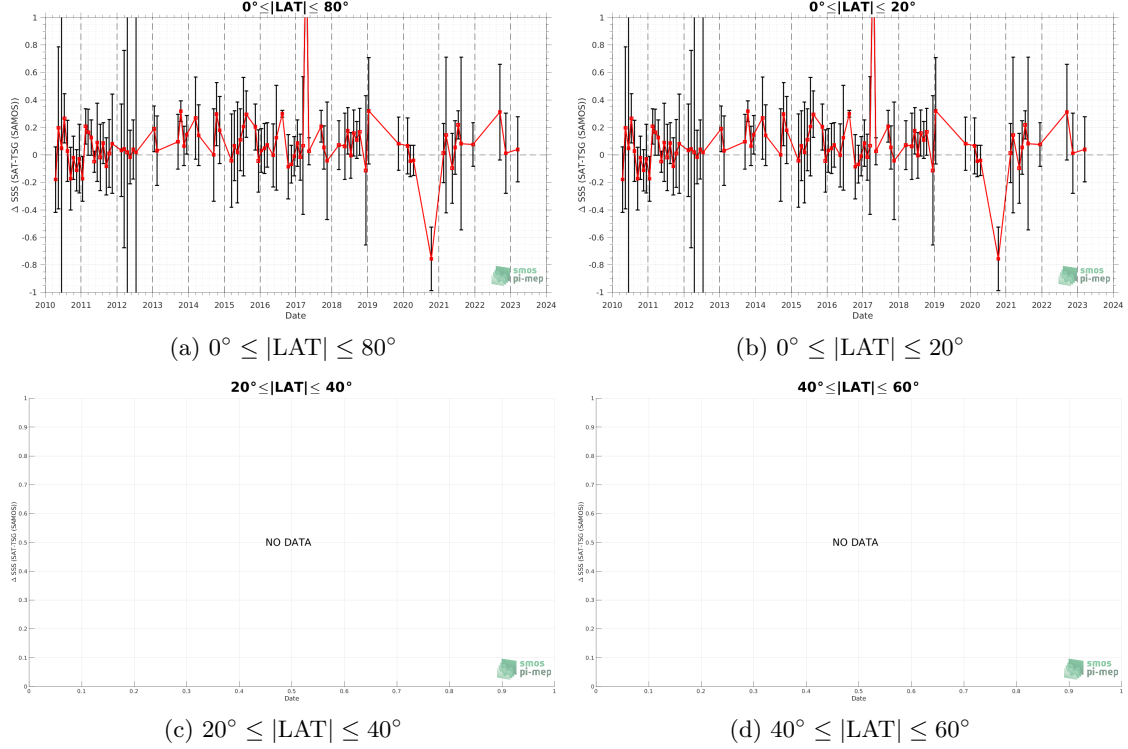 0°≤|LAT|≤ 80°
Δ SSS (SAT-TSG (SAMOS))
1
0.8
0.6
0.4
0.2
0
-0.2
-0.4
-0.6
-0.8
-1
2010 2011 2012 2013 2014 2015 2016 2017 2018 2019 2020 2021 2022 2023 2024
Date
smos
pi-mep
(a) 0° ≤ |LAT| ≤ 80°
0°≤|LAT|≤ 20°
Δ SSS (SAT-TSG (SAMOS))
1
0.8
0.6
0.4
0.2
0
-0.2
-0.4
-0.6
-0.8
-1
2010 2011 2012 2013 2014 2015 2016 2017 2018 2019 2020 2021 2022 2023 2024
Date
smos
pi-mep
(b) 0° ≤ |LAT| ≤ 20°
20°≤|LAT|≤ 40°
Δ SSS (SAT-TSG (SAMOS))
1
0.9
0.8
0.7
0.6
0.5
0.4
0.3
0.2
0.1
0
NO DATA
0 0.1 0.2 0.3 0.4 0.5 0.6 0.7 0.8 0.9 1
Date
smos
pi-mep
(c) 20° ≤ |LAT| ≤ 40°
40°≤|LAT|≤ 60°
Δ SSS (SAT-TSG (SAMOS))
1
0.9
0.8
0.7
0.6
0.5
0.4
0.3
0.2
0.1
0
NO DATA
0 0.1 0.2 0.3 0.4 0.5 0.6 0.7 0.8 0.9 1
Date
smos
pi-mep
(d) 40° ≤ |LAT| ≤ 60°